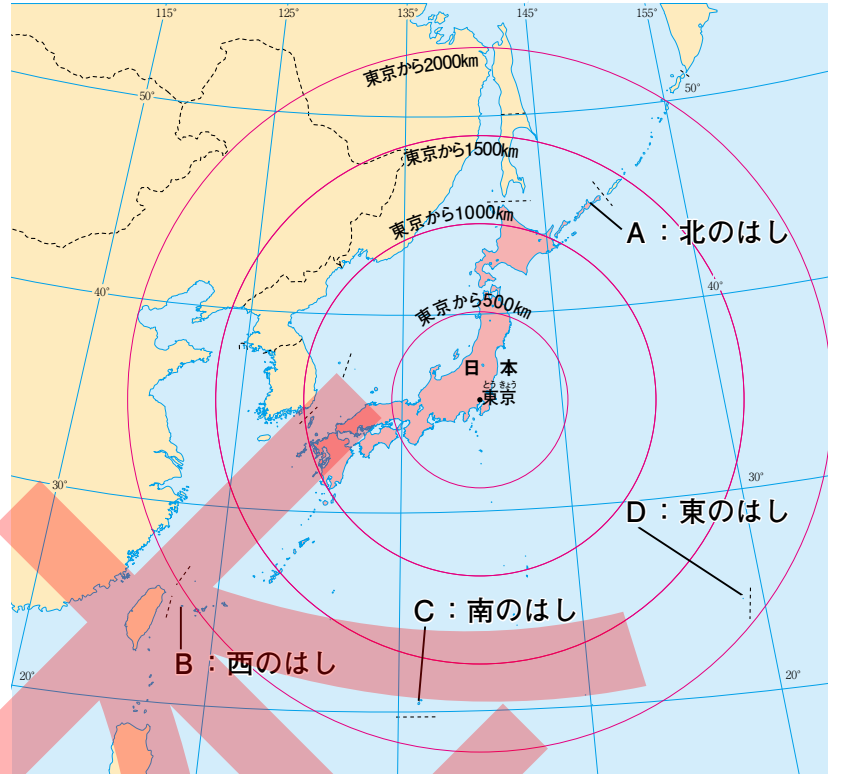 115°
125°
135°
145°
155°
東京から2000km
50°
50°
東京から1500km
東京から1000km
A：北のはし
40°
40°
東京から500km
日本
とうきょう
東京
30°
30°
D：東のはし
C：南のはし
B：西のはし
20°
20°